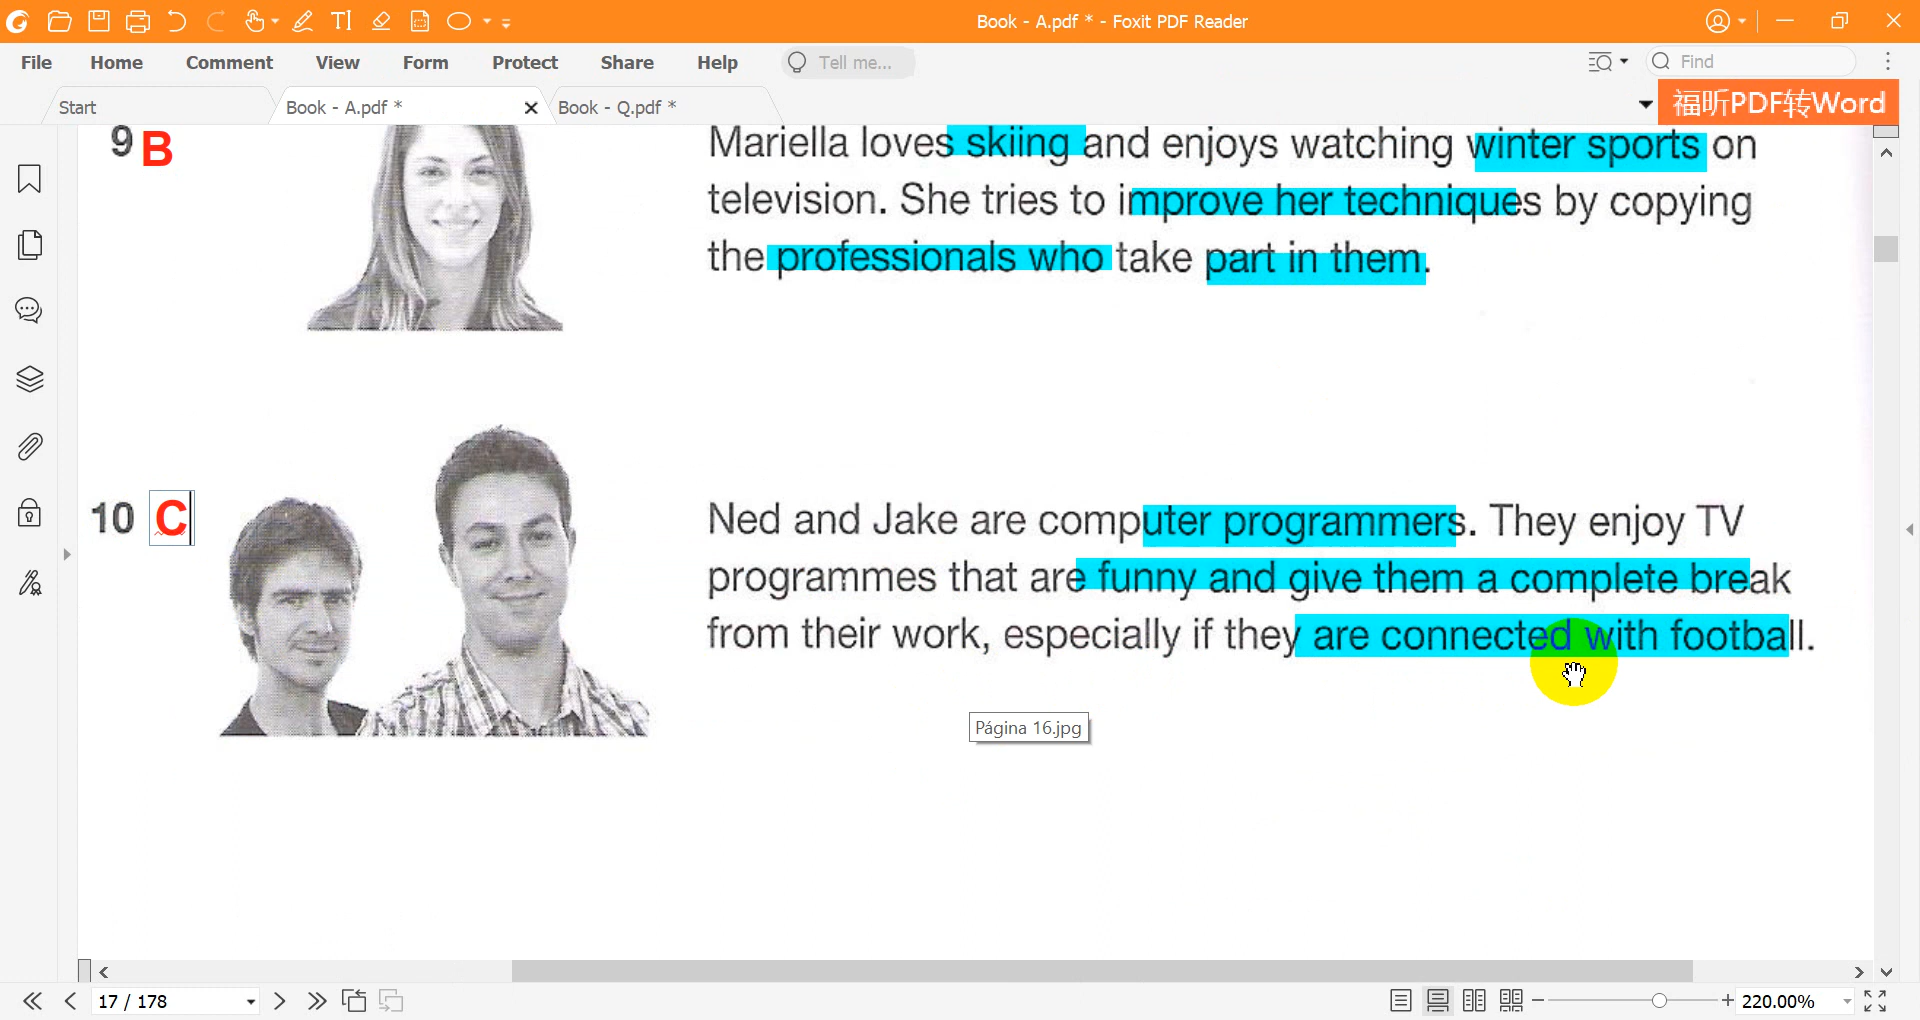 Book - A.pdf * - Foxit PDF Reader
File Home Comment View Form Protect Share Help Tell me... Find
Start Book - A.pdf * Book - Q.pdf * 福昕PDF转Word
9 B
Mariella loves skiing and enjoys watching winter sports on
television. She tries to improve her techniques by copying
the professionals who take part in them.
10 C
Ned and Jake are computer programmers. They enjoy TV
programmes that are funny and give them a complete break
from their work, especially if they are connected with football.
Página 16.jpg
17 / 178 220.00%